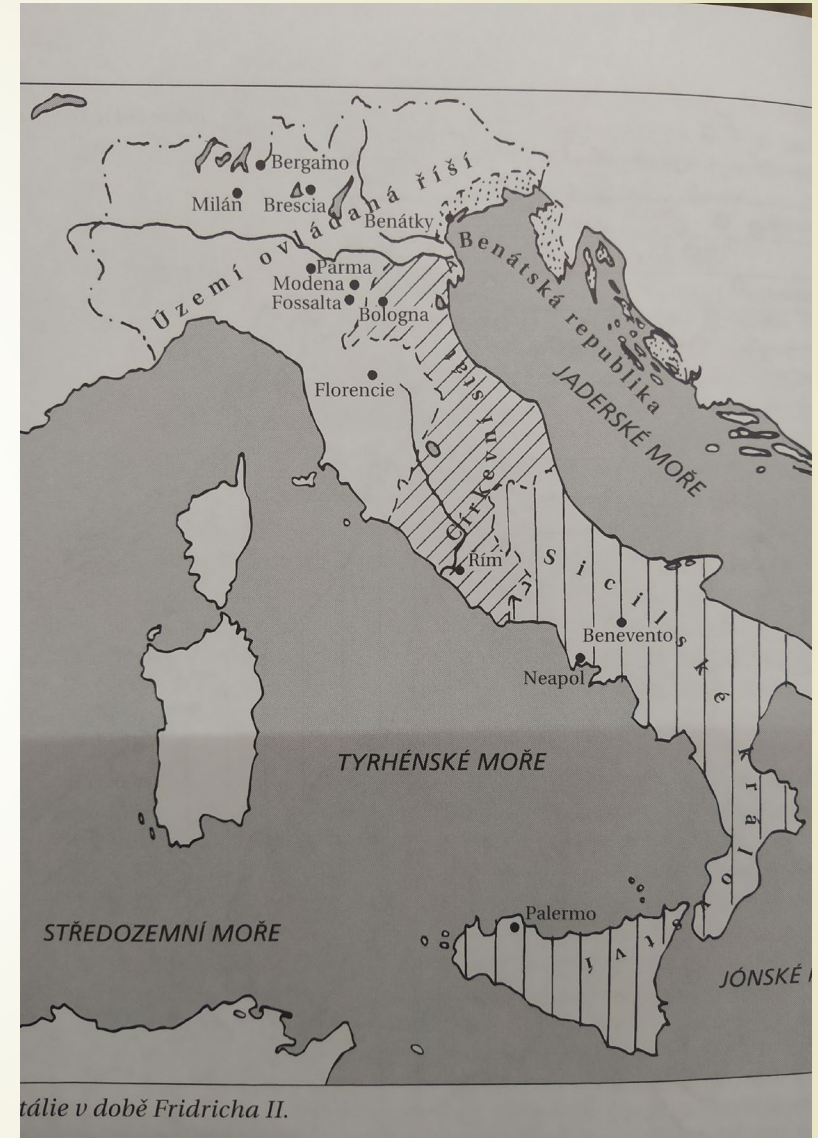 Bergamo
Milán
Brescia
Benátky
Území ovládaná říší
Benátská republika
Parma
Modena
Fossalta
Bologna
Florencie
JADERSKÉ MOŘE
Církevní stát
Rím
Sicilské království
Benevento
Neapol
TYRHÉNSKÉ MOŘE
Palermo
STŘEDOZEMNÍ MOŘE
JÓNSKÉ
tálie v době Fridricha II.